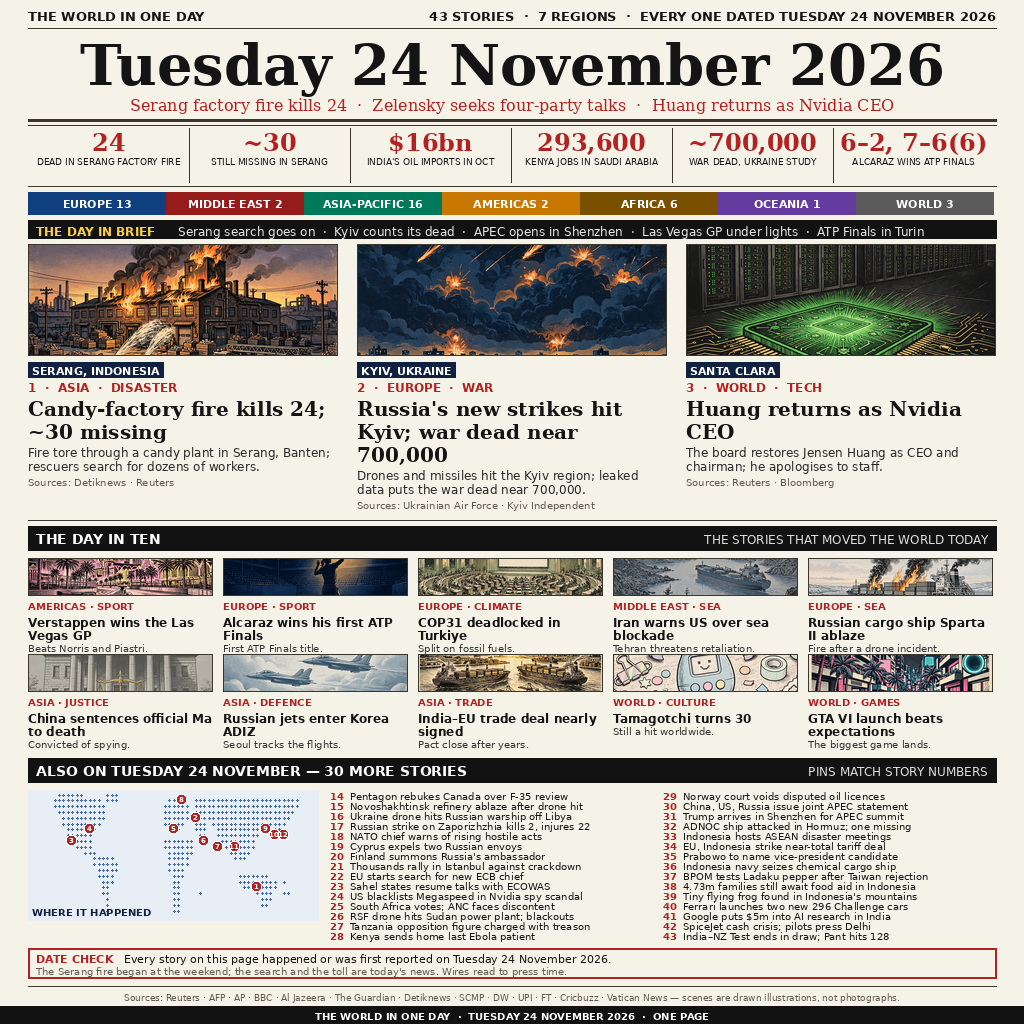 THE WORLD IN ONE DAY
43 STORIES · 7 REGIONS · EVERY ONE DATED TUESDAY 24 NOVEMBER 2026
Tuesday 24 November 2026
Serang factory fire kills 24 · Zelensky seeks four-party talks · Huang returns as Nvidia CEO
24
DEAD IN SERANG FACTORY FIRE
~30
STILL MISSING IN SERANG
$16bn
INDIA'S OIL IMPORTS IN OCT
293,600
KENYA JOBS IN SAUDI ARABIA
~700,000
WAR DEAD, UKRAINE STUDY
6–2, 7–6(6)
ALCARAZ WINS ATP FINALS
EUROPE 13
MIDDLE EAST 2
ASIA-PACIFIC 16
AMERICAS 2
AFRICA 6
OCEANIA 1
WORLD 3
THE DAY IN BRIEF Serang search goes on · Kyiv counts its dead · APEC opens in Shenzhen · Las Vegas GP under lights · ATP Finals in Turin
SERANG, INDONESIA
1 · ASIA · DISASTER
Candy-factory fire kills 24;
~30 missing
Fire tore through a candy plant in Serang, Banten;
rescuers search for dozens of workers.
Sources: Detiknews · Reuters
KYIV, UKRAINE
2 · EUROPE · WAR
Russia's new strikes hit
Kyiv; war dead near
700,000
Drones and missiles hit the Kyiv region; leaked
data puts the war dead near 700,000.
Sources: Ukrainian Air Force · Kyiv Independent
SANTA CLARA
3 · WORLD · TECH
Huang returns as Nvidia
CEO
The board restores Jensen Huang as CEO and
chairman; he apologises to staff.
Sources: Reuters · Bloomberg
THE DAY IN TEN
THE STORIES THAT MOVED THE WORLD TODAY
AMERICAS · SPORT
Verstappen wins the Las
Vegas GP
Beats Norris and Piastri.
EUROPE · SPORT
Alcaraz wins his first ATP
Finals
First ATP Finals title.
EUROPE · CLIMATE
COP31 deadlocked in
Turkiye
Split on fossil fuels.
MIDDLE EAST · SEA
Iran warns US over sea
blockade
Tehran threatens retaliation.
EUROPE · SEA
Russian cargo ship Sparta
II ablaze
Fire after a drone incident.
ASIA · JUSTICE
China sentences official Ma
to death
Convicted of spying.
ASIA · DEFENCE
Russian jets enter Korea
ADIZ
Seoul tracks the flights.
ASIA · TRADE
India–EU trade deal nearly
signed
Pact close after years.
WORLD · CULTURE
Tamagotchi turns 30
Still a hit worldwide.
WORLD · GAMES
GTA VI launch beats
expectations
The biggest game lands.
ALSO ON TUESDAY 24 NOVEMBER — 30 MORE STORIES
PINS MATCH STORY NUMBERS
8
2
4
5
9
3
6
7
11
12
1
WHERE IT HAPPENED
14 Pentagon rebukes Canada over F-35 review
15 Novoshakhtinsk refinery ablaze after drone hit
16 Ukraine drone hits warship off Libya
17 Russian strike on Zaporizhzhia kills 2, injures 22
18 NATO chief warns of rising hostile acts
19 Cyprus expels two Russian envoys
20 Finland summons Russia's ambassador
21 Thousands rally in Istanbul against crackdown
22 EU starts search for new ECB chief
23 Sahel states resume talks with ECOWAS
24 US blacklists Megaspeed in Nvidia spy scandal
25 South Africa votes; ANC faces discontent
26 RSF drone hits Sudan power plant; blackouts
27 Tanzania opposition figure charged with treason
28 Kenya sends home last Ebola patient
29 Norway court voids disputed oil licences
30 China, US, Russia issue joint APEC statement
31 Trump arrives in Shenzhen for APEC summit
32 ADNOC ship attacked in Hormuz; one missing
33 Indonesia hosts ASEAN disaster meetings
34 EU, Indonesia strike near-total tariff deal
35 Prabowo to name vice-president candidate
36 Indonesia navy seizes chemical cargo ship
37 BPOM tests Ladaku pepper after Taiwan rejection
38 4.73m families still await food aid in Indonesia
39 Tiny flying frog found in Indonesia's mountains
40 Ferrari launches two new 296 Challenge cars
41 Google puts $5m into AI research in India
42 SpiceJet cash crisis; pilots press Delhi
43 India–NZ Test ends in draw; Pant hits 128
DATE CHECK Every story on this page happened or was first reported on Tuesday 24 November 2026.
The Serang fire began at the weekend; the search and the toll are today's news. Wires read to press time.
Sources: Reuters · AFP · AP · BBC · Al Jazeera · The Guardian · Detiknews · SCMP · DW · UPI · FT · Cricbuzz · Vatican News — scenes are drawn illustrations, not photographs.
THE WORLD IN ONE DAY · TUESDAY 24 NOVEMBER 2026 · ONE PAGE